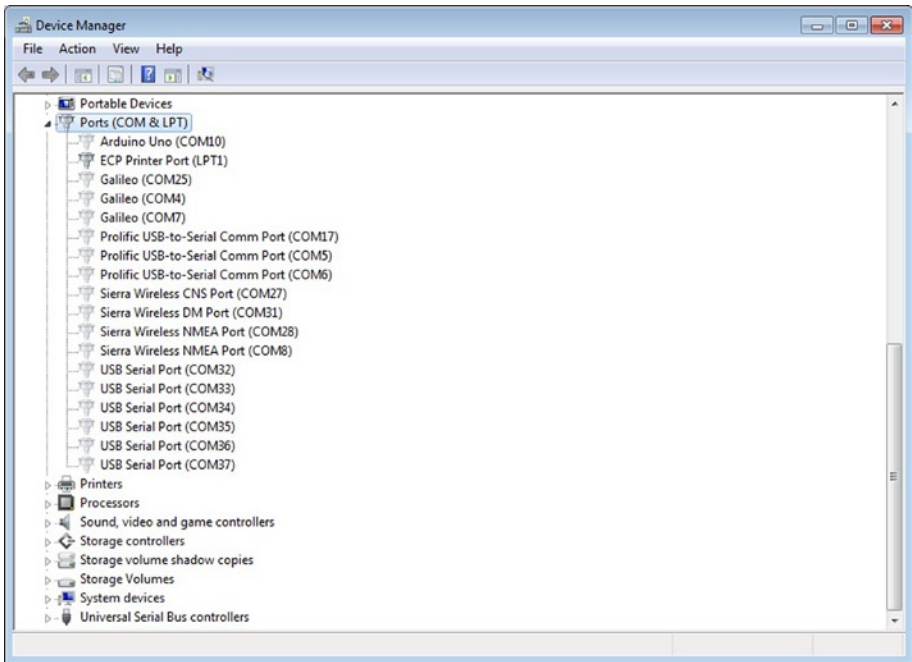 Device Manager
File Action View Help
Portable Devices
Ports (COM & LPT)
Arduino Uno (COM10)
ECP Printer Port (LPT1)
Galileo (COM25)
Galileo (COM4)
Galileo (COM7)
Prolific USB-to-Serial Comm Port (COM17)
Prolific USB-to-Serial Comm Port (COM5)
Prolific USB-to-Serial Comm Port (COM6)
Sierra Wireless CNS Port (COM27)
Sierra Wireless DM Port (COM31)
Sierra Wireless NMEA Port (COM28)
Sierra Wireless NMEA Port (COM8)
USB Serial Port (COM32)
USB Serial Port (COM33)
USB Serial Port (COM34)
USB Serial Port (COM35)
USB Serial Port (COM36)
USB Serial Port (COM37)
Printers
Processors
Sound, video and game controllers
Storage controllers
Storage volume shadow copies
Storage Volumes
System devices
Universal Serial Bus controllers